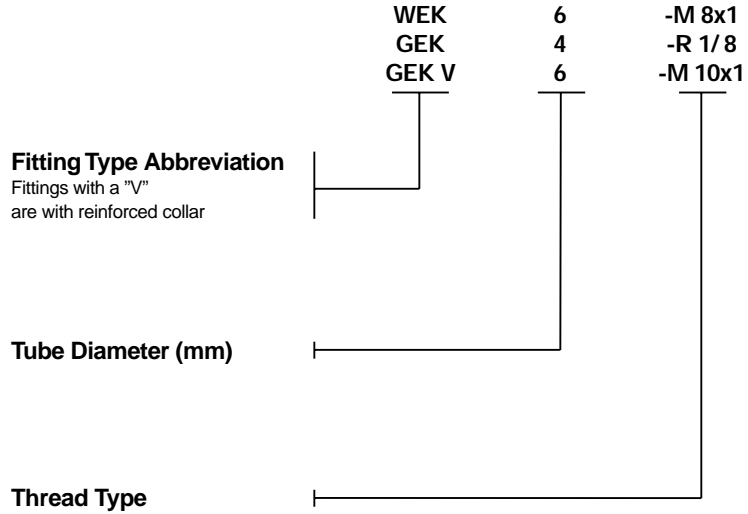 WEK 6 -M 8x1
GEK 4 -R 1/8
GEK V 6 -M 10x1
Fitting Type Abbreviation
Fittings with a ”V”
are with reinforced collar
Tube Diameter (mm)
Thread Type